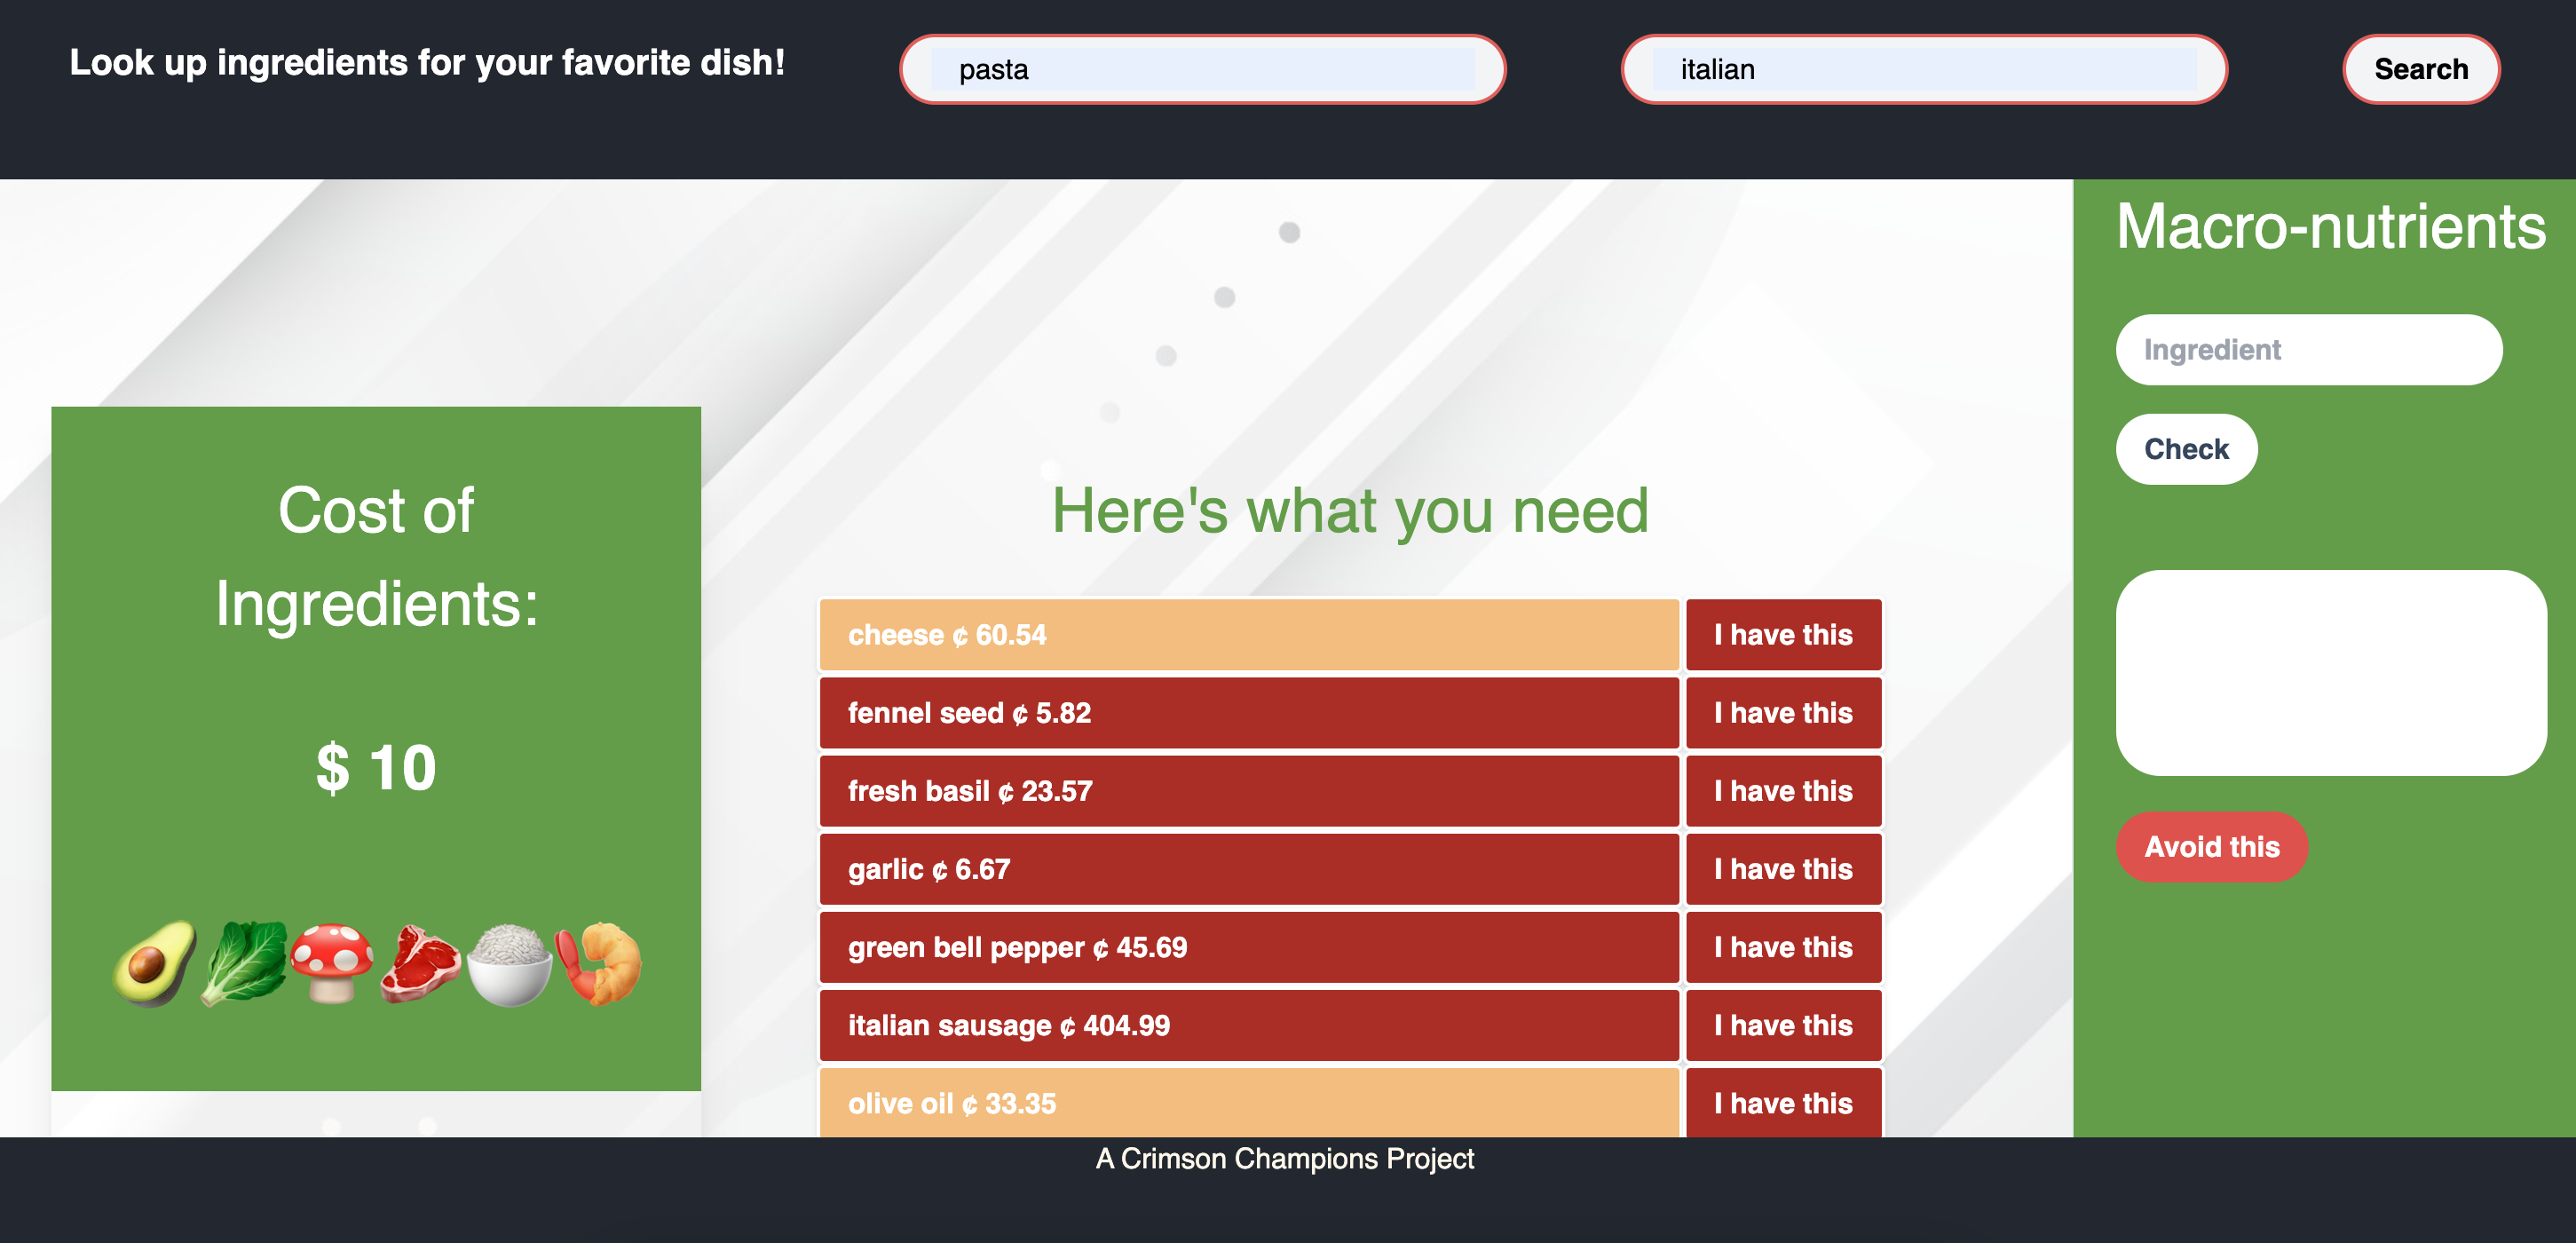 Look up ingredients for your favorite dish!
pasta
italian
Search
Cost of
Ingredients:
$ 10
Here's what you need
cheese ¢ 60.54
I have this
fennel seed ¢ 5.82
I have this
fresh basil ¢ 23.57
I have this
garlic ¢ 6.67
I have this
green bell pepper ¢ 45.69
I have this
italian sausage ¢ 404.99
I have this
olive oil ¢ 33.35
I have this
Macro-nutrients
Ingredient
Check
Avoid this
A Crimson Champions Project